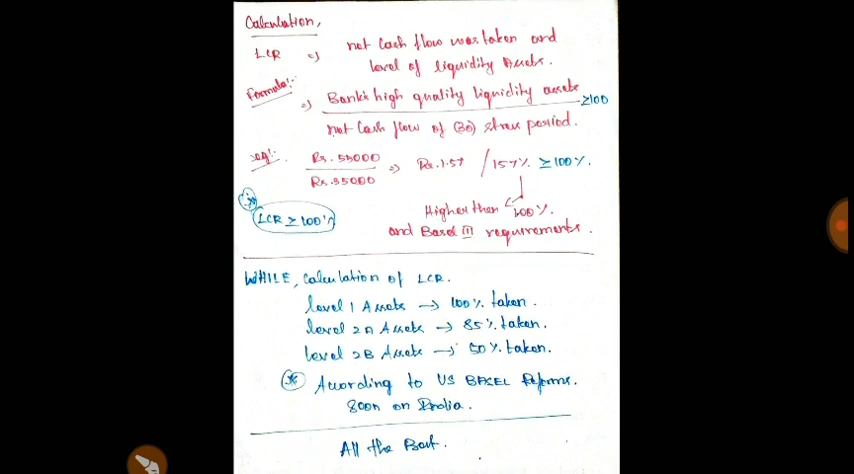 Calculation,
LCR => not Cash flow was taken and
level of liquidity Assets.
Formula:-
=> Bank's high quality liquidity assets ≥100
not Cash flow of (30) stress period.
eg:- Rs.55000 => Rs.1.57 / 157% ≥100%.
Rs.35000
Higher then 100%.
LCR ≥ 100%
and Basel III requirements.
WHILE, calculation of LCR.
level 1 Assets → 100% taken.
level 2A Assets → 85% taken.
level 2B Assets → 50% taken.
According to US BASEL Reforms.
soon on India.
All the Best.